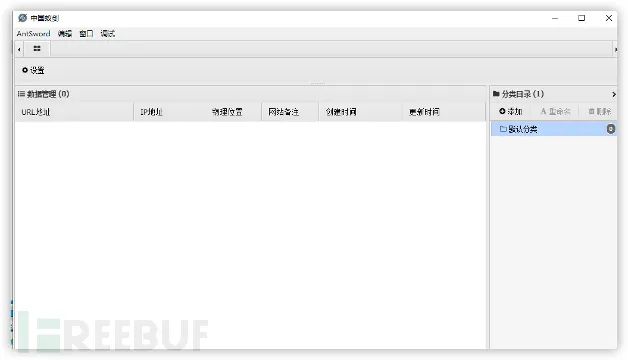 中国蚁剑
AntSword 编辑 窗口 调试
设置
数据管理 (0)
分类目录 (1)
URL地址 IP地址 物理位置 网站备注 创建时间 更新时间
添加 重命名 删除
默认分类 0
FREEBUF